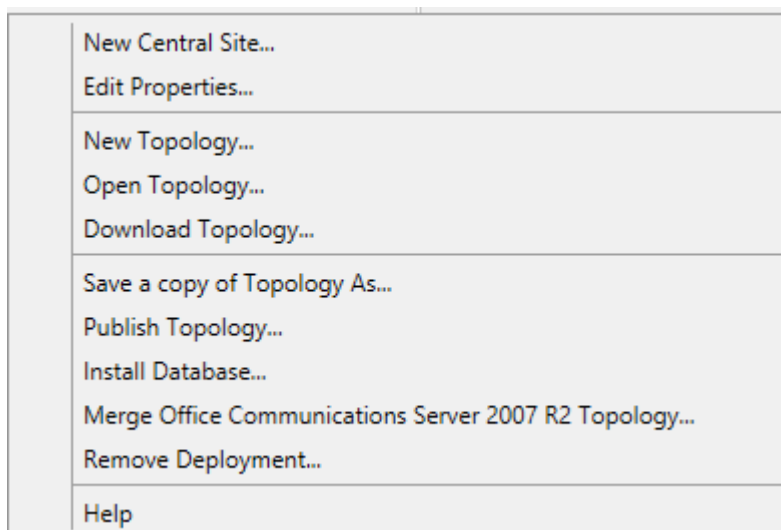 New Central Site...
Edit Properties...
New Topology...
Open Topology...
Download Topology...
Save a copy of Topology As...
Publish Topology...
Install Database...
Merge Office Communications Server 2007 R2 Topology...
Remove Deployment...
Help